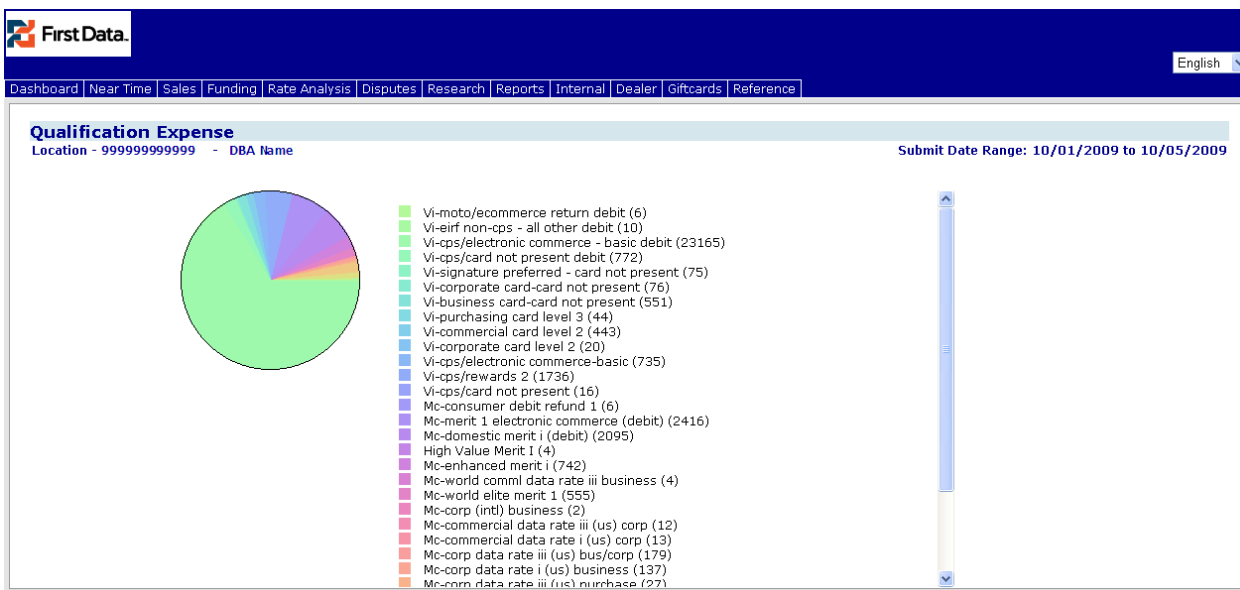 First Data.
English
Dashboard Near Time Sales Funding Rate Analysis Disputes Research Reports Internal Dealer Giftcards Reference
Qualification Expense
Location - 999999999999 - DBA Name
Submit Date Range: 10/01/2009 to 10/05/2009
Vi-moto/ecommerce return debit (6)
Vi-eirf non-cps - all other debit (10)
Vi-cps/electronic commerce - basic debit (23165)
Vi-cps/card not present debit (772)
Vi-signature preferred - card not present (75)
Vi-corporate card-card not present (76)
Vi-business card-card not present (551)
Vi-purchasing card level 3 (44)
Vi-commercial card level 2 (443)
Vi-corporate card level 2 (20)
Vi-cps/electronic commerce-basic (735)
Vi-cps/rewards 2 (1736)
Vi-cps/card not present (16)
Mc-consumer debit refund 1 (6)
Mc-merit 1 electronic commerce (debit) (2416)
Mc-domestic merit i (debit) (2095)
High Value Merit I (4)
Mc-enhanced merit i (742)
Mc-world comml data rate iii business (4)
Mc-world elite merit 1 (555)
Mc-corp (intl) business (2)
Mc-commercial data rate iii (us) corp (12)
Mc-commercial data rate i (us) corp (13)
Mc-corp data rate iii (us) bus/corp (179)
Mc-corp data rate i (us) business (137)
Mc-corp data rate iii (us) purchase (27)